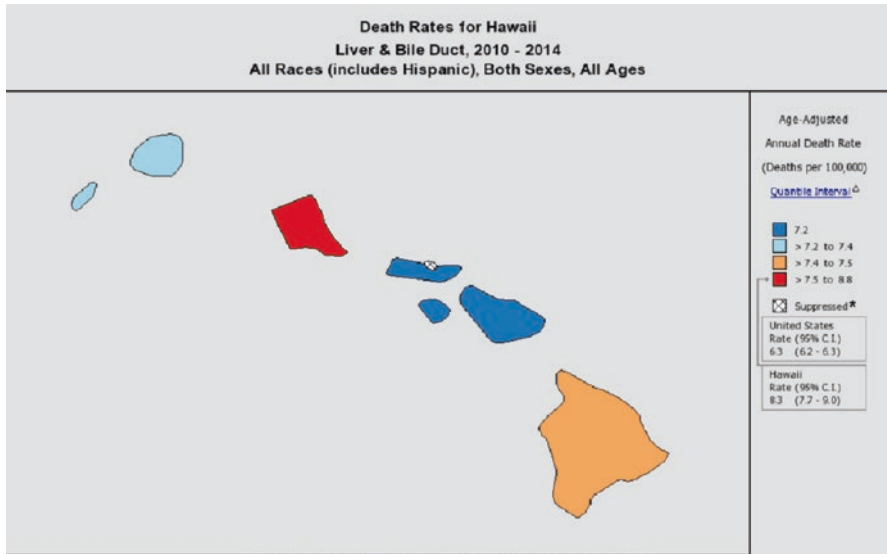 Death Rates for Hawaii
Liver & Bile Duct, 2010 - 2014
All Races (includes Hispanic), Both Sexes, All Ages
Age-Adjusted
Annual Death Rate
(Deaths per 100,000)
Quantile Interval Δ
7.2
> 7.2 to 7.4
> 7.4 to 7.5
> 7.5 to 8.8
Suppressed*
United States
Rate (95% C.I.)
6.3 (6.2 - 6.3)
Hawaii
Rate (95% C.I.)
8.3 (7.7 - 9.0)